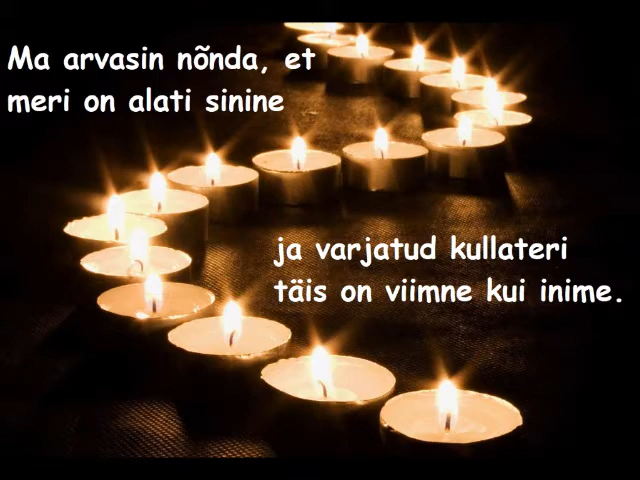 Ma arvasin nõnda, et
meri on alati sinine
ja varjatud kullateri
täis on viimne kui inime.